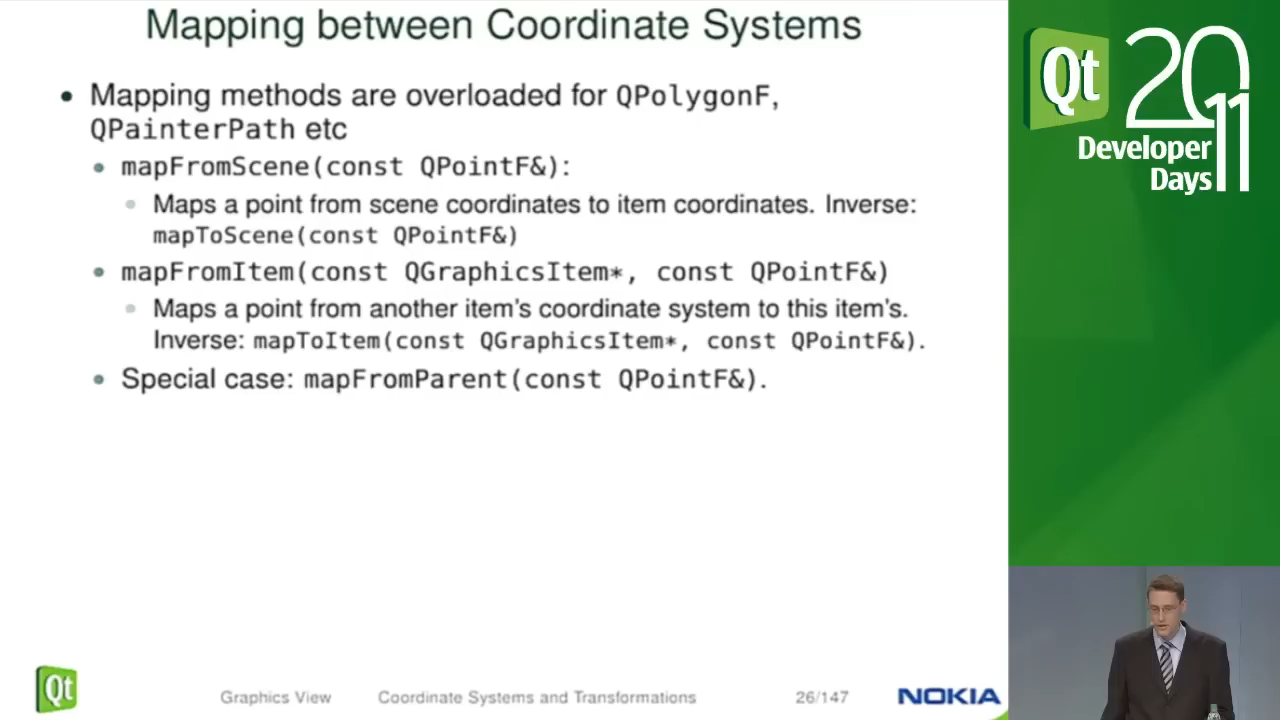 Mapping between Coordinate Systems
• Mapping methods are overloaded for QPolygonF,
QPainterPath etc
• mapFromScene(const QPointF&):
• Maps a point from scene coordinates to item coordinates. Inverse:
mapToScene(const QPointF&)
• mapFromItem(const QGraphicsItem*, const QPointF&)
• Maps a point from another item's coordinate system to this item's.
Inverse: mapToItem(const QGraphicsItem*, const QPointF&).
• Special case: mapFromParent(const QPointF&).
Qt
Graphics View
Coordinate Systems and Transformations
26/147
NOKIA
Qt
2011
Developer
Days